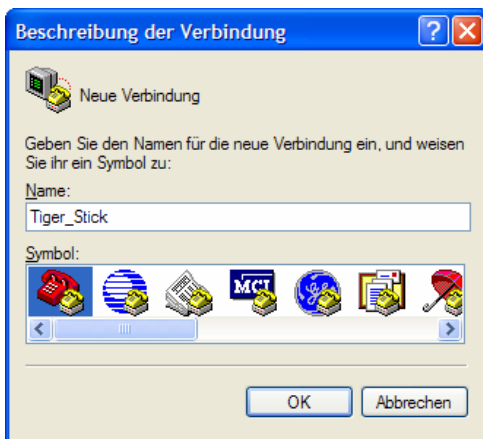 Beschreibung der Verbindung
Neue Verbindung
Geben Sie den Namen für die neue Verbindung ein, und weisen
Sie ihr ein Symbol zu:
Name:
Tiger_Stick
Symbol:
MCI
OK
Abbrechen